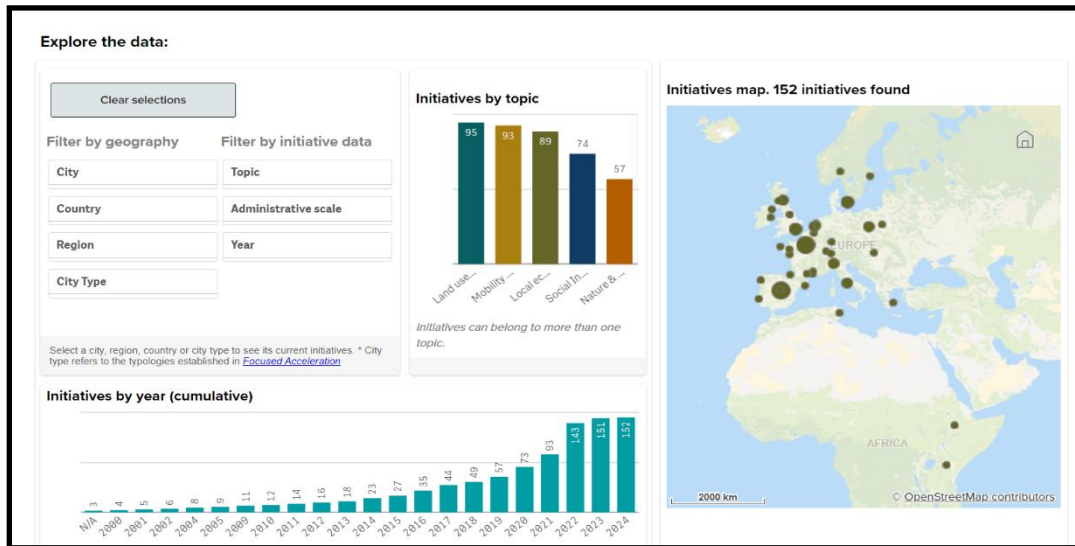 Explore the data:
Clear selections
Filter by geography
City
Country
Region
City Type
Filter by initiative data
Topic
Administrative scale
Year
Select a city, region, country or city type to see its current initiatives. * City
type refers to the typologies established in Focused Acceleration
Initiatives by topic
95
93
89
74
57
Land use...
Mobility ...
Local ec...
Social In...
Nature & ...
Initiatives can belong to more than one
topic.
Initiatives map. 152 initiatives found
EUROPE
AFRICA
2000 km
© OpenStreetMap contributors
Initiatives by year (cumulative)
3
4
5
6
8
9
11
12
14
16
18
23
27
35
44
49
57
73
93
143
151
152
N/A
2000
2001
2002
2004
2005
2009
2010
2011
2012
2013
2014
2015
2016
2017
2018
2019
2020
2021
2022
2023
2024